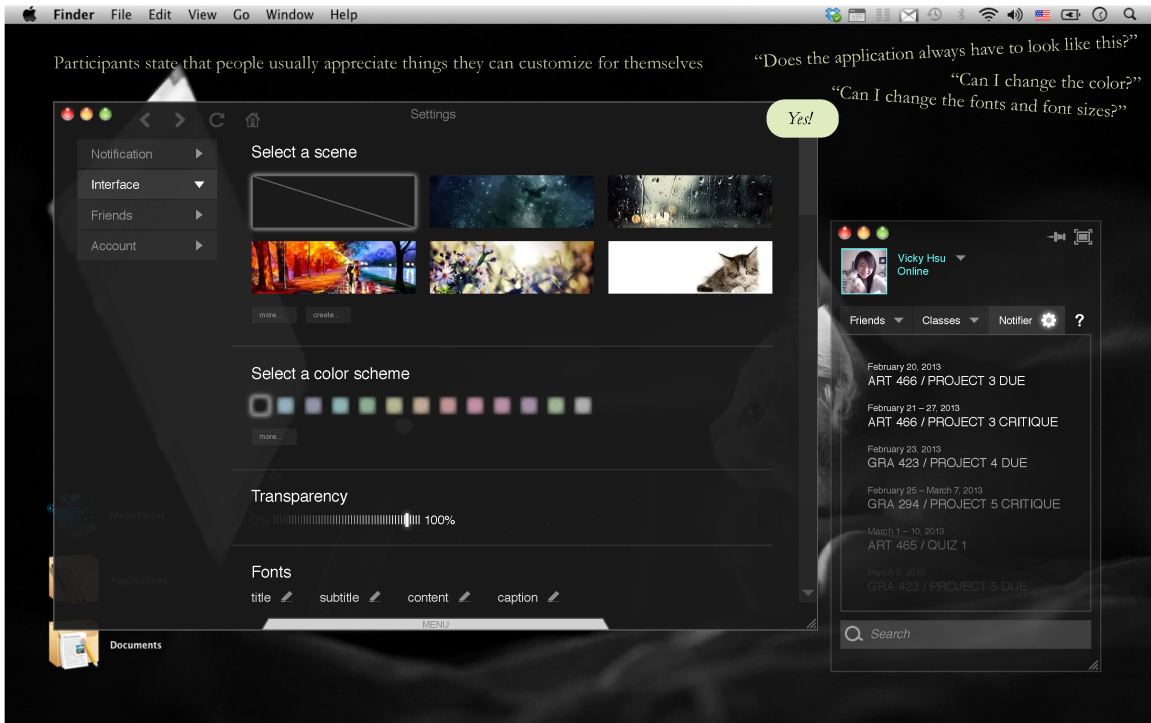 Finder File Edit View Go Window Help
Participants state that people usually appreciate things they can customize for themselves
“Does the application always have to look like this?”
“Can I change the color?”
“Can I change the fonts and font sizes?”
Yes!
Settings
Notification
Interface
Friends
Account
Select a scene
more... create...
Select a color scheme
more...
Transparency
0% 100%
Fonts
title subtitle content caption
MENU
MagicPortal
Applications
Documents
Vicky Hsu
Online
Friends Classes Notifier ?
February 20, 2013
ART 466 / PROJECT 3 DUE
February 21 – 27, 2013
ART 466 / PROJECT 3 CRITIQUE
February 23, 2013
GRA 423 / PROJECT 4 DUE
February 25 – March 7, 2013
GRA 294 / PROJECT 5 CRITIQUE
March 1 – 10, 2013
ART 465 / QUIZ 1
March 3, 2013
GRA 423 / PROJECT 5 DUE
Search